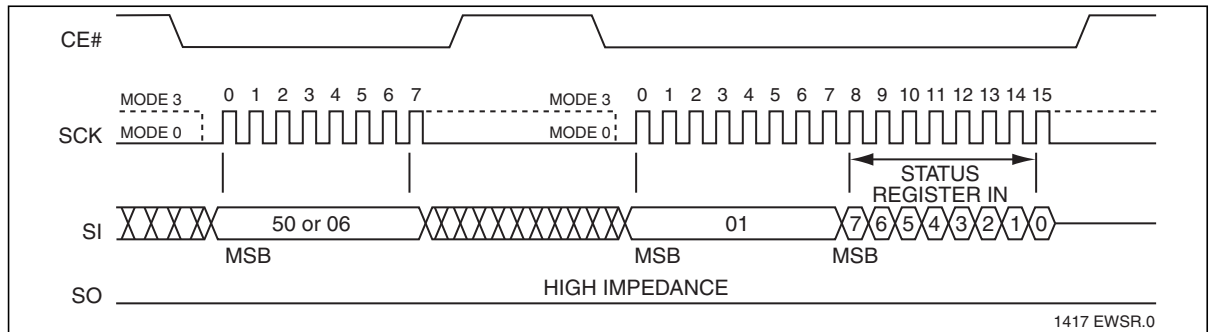 CE#
MODE 3 0 1 2 3 4 5 6 7 MODE 3 0 1 2 3 4 5 6 7 8 9 10 11 12 13 14 15
SCK MODE 0 MODE 0
STATUS
REGISTER IN
SI 50 or 06 01 7 6 5 4 3 2 1 0
MSB MSB MSB
SO HIGH IMPEDANCE
1417 EWSR.0